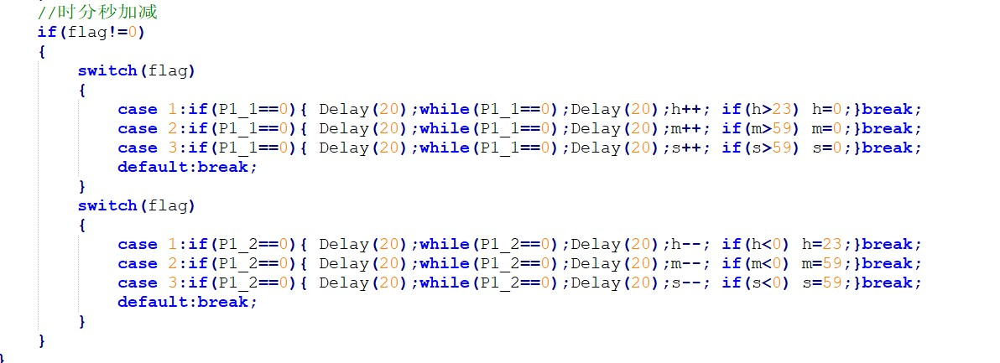 //时分秒加减
if(flag!=0)
{
switch(flag)
{
case 1:if(P1_1==0){ Delay(20);while(P1_1==0);Delay(20);h++; if(h>23) h=0;}break;
case 2:if(P1_1==0){ Delay(20);while(P1_1==0);Delay(20);m++; if(m>59) m=0;}break;
case 3:if(P1_1==0){ Delay(20);while(P1_1==0);Delay(20);s++; if(s>59) s=0;}break;
default:break;
}
switch(flag)
{
case 1:if(P1_2==0){ Delay(20);while(P1_2==0);Delay(20);h--; if(h<0) h=23;}break;
case 2:if(P1_2==0){ Delay(20);while(P1_2==0);Delay(20);m--; if(m<0) m=59;}break;
case 3:if(P1_2==0){ Delay(20);while(P1_2==0);Delay(20);s--; if(s<0) s=59;}break;
default:break;
}
}
}